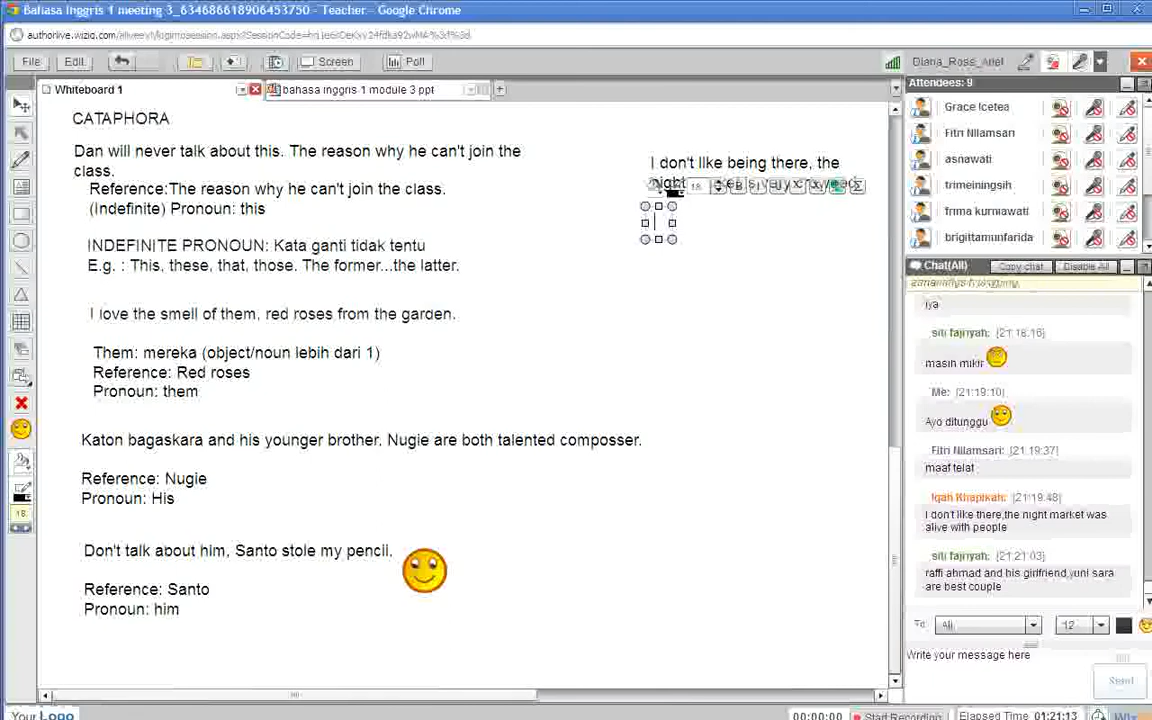 Bahasa Inggris 1 meeting 3_634686618906453750 - Teacher - Google Chrome
File
Edit
Screen
Poll
Diana_Ross_Ariel
Whiteboard 1
bahasa inggris 1 module 3 ppt
Attendees: 9
Grace Icetea
Fitri Nilamsari
asnawati
trimeiningsih
frima kurniawati
brigittamunfarida
CATAPHORA
Dan will never talk about this. The reason why he can't join the
class.
Reference:The reason why he can't join the class.
(Indefinite) Pronoun: this
INDEFINITE PRONOUN: Kata ganti tidak tentu
E.g. : This, these, that, those. The former...the latter.
I love the smell of them, red roses from the garden.
Them: mereka (object/noun lebih dari 1)
Reference: Red roses
Pronoun: them
Katon bagaskara and his younger brother, Nugie are both talented composser.
Reference: Nugie
Pronoun: His
Don't talk about him, Santo stole my pencil.
Reference: Santo
Pronoun: him
I don't like being there, the
night
18
18
Chat(All)
Copy chat
Disable All
iya
siti fajriyah: [21:18:16]
masih mikir
Me: [21:19:10]
Ayo ditunggu
Fitri Nilamsari: [21:19:37]
maaf telat
Iqah Khapikah: [21:19:48]
I don't like there,the night market was
alive with people
siti fajriyah: [21:21:03]
raffi ahmad and his girlfriend,yuni sara
are best couple
To
All
12
Write your message here
Send
Your Logo
00:00:00
Start Recording
Elapsed Time 01:21:13